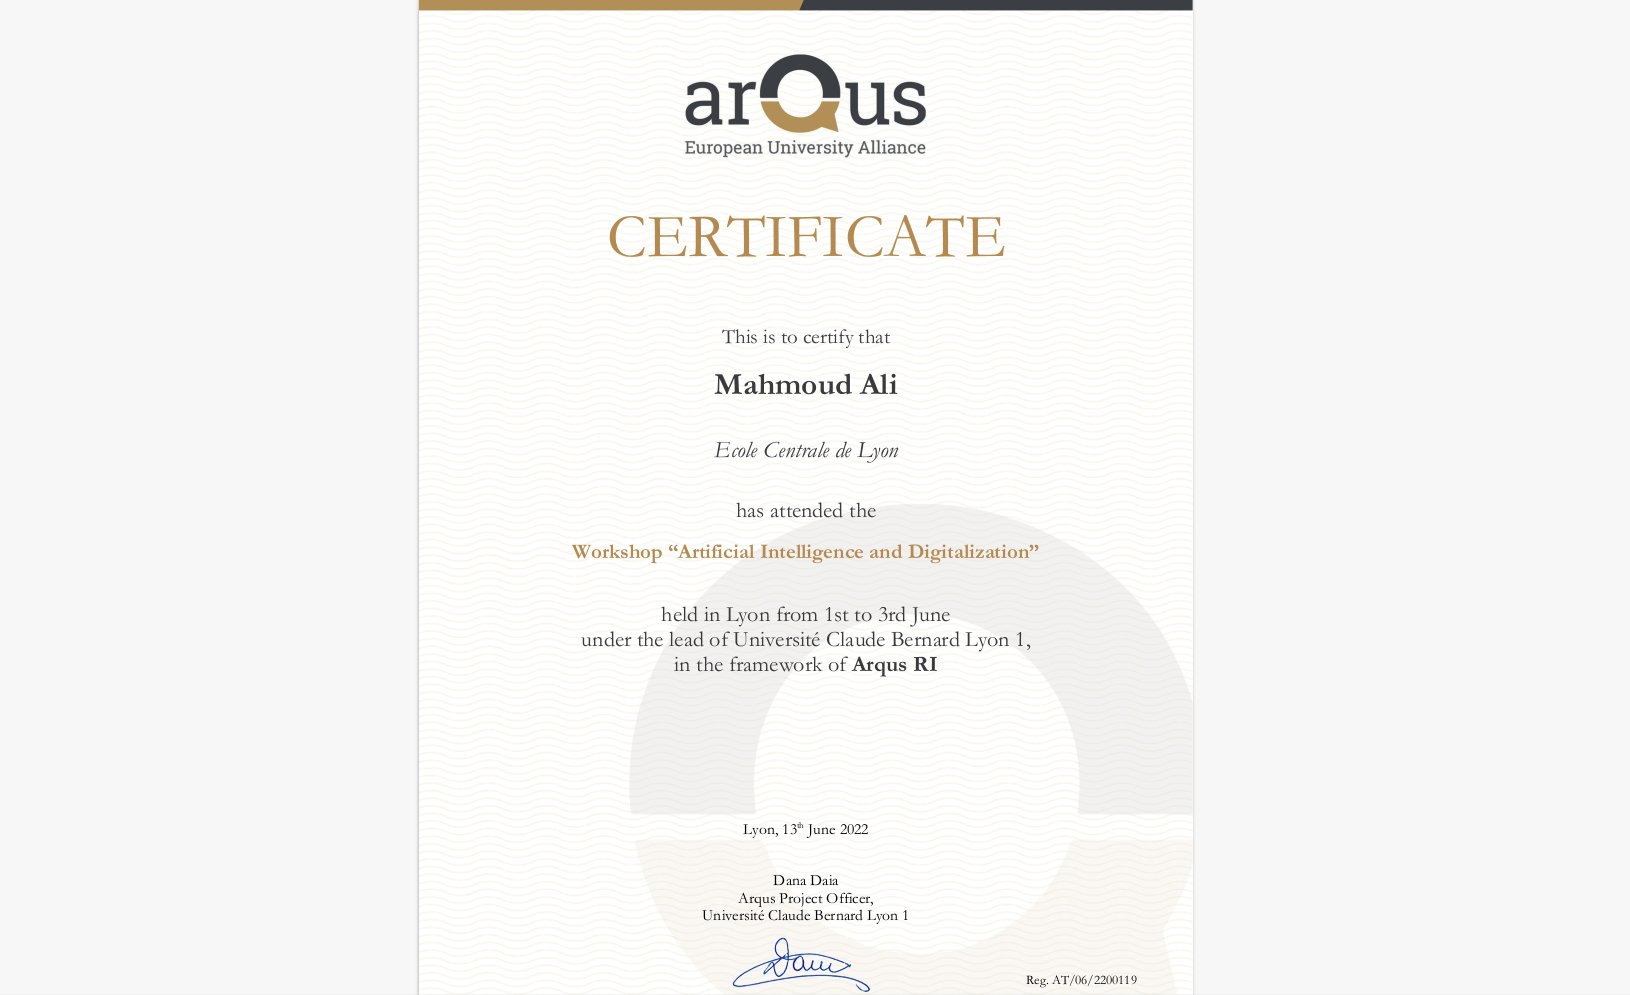 arQus
European University Alliance
CERTIFICATE
This is to certify that
Mahmoud Ali
Ecole Centrale de Lyon
has attended the
Workshop “Artificial Intelligence and Digitalization”
held in Lyon from 1st to 3rd June
under the lead of Université Claude Bernard Lyon 1,
in the framework of Arqus RI
Lyon, 13th June 2022
Dana Daia
Arqus Project Officer,
Université Claude Bernard Lyon 1
Reg. AT/06/2200119